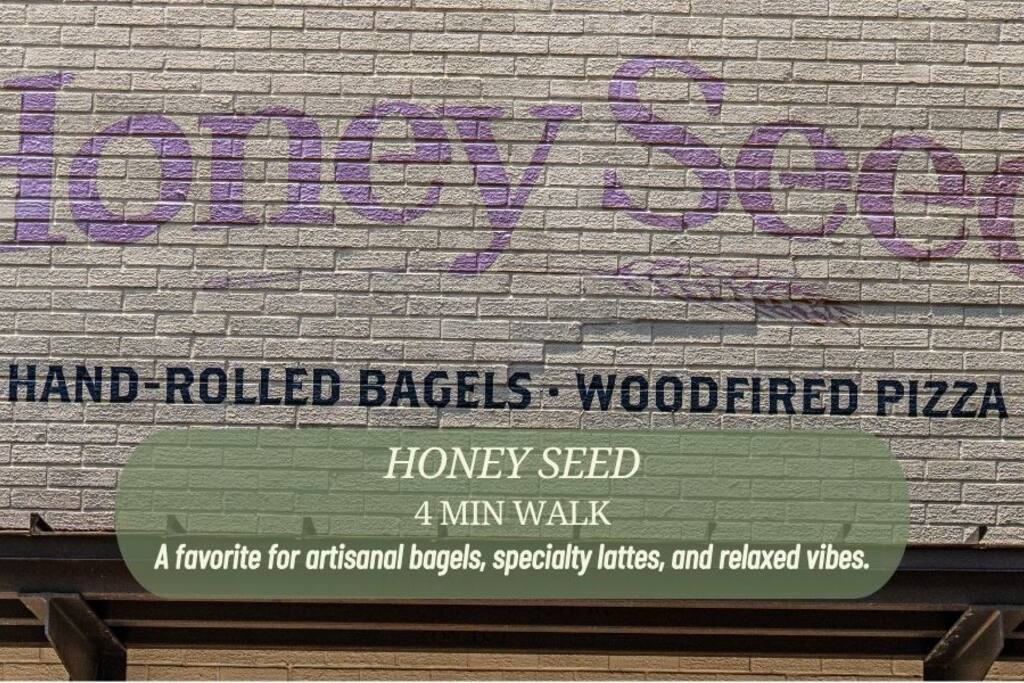 Honey Seed
HAND-ROLLED BAGELS · WOODFIRED PIZZA
HONEY SEED
4 MIN WALK
A favorite for artisanal bagels, specialty lattes, and relaxed vibes.